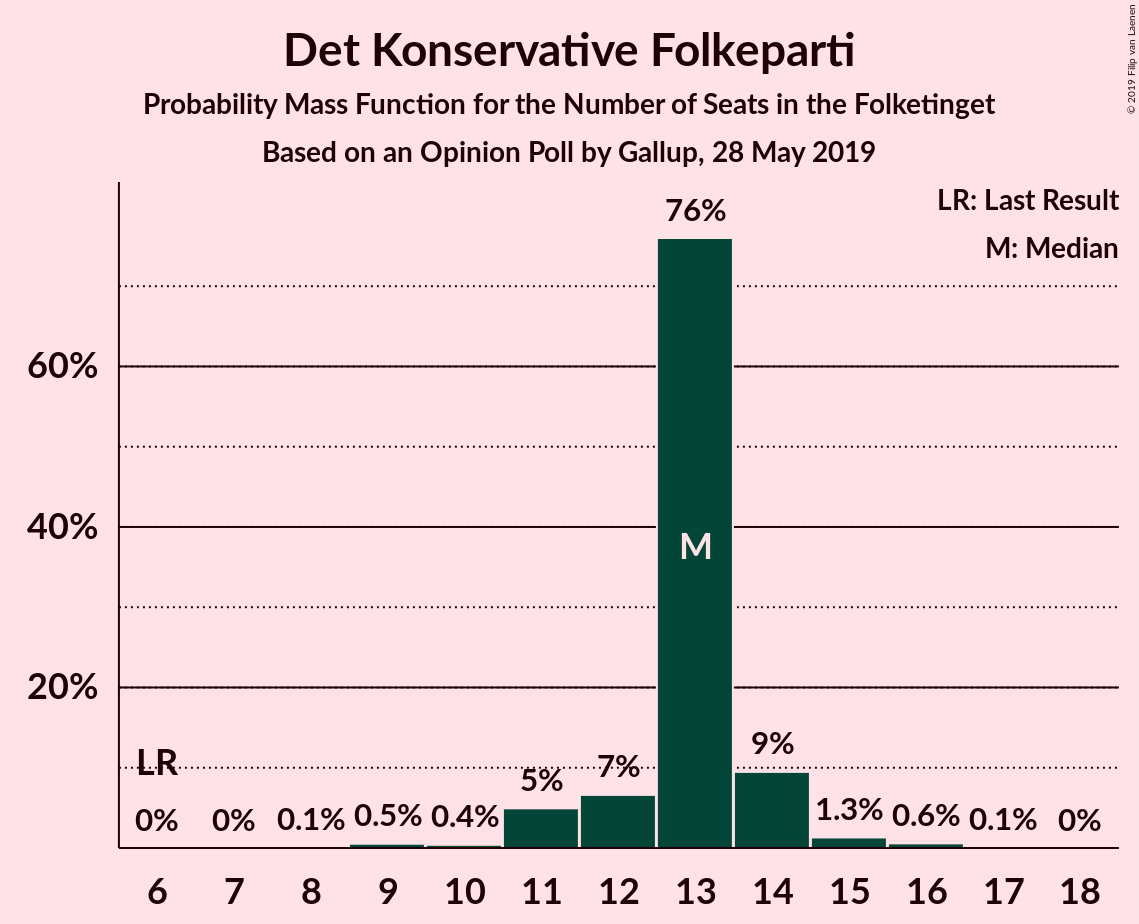 Det Konservative Folkeparti
Probability Mass Function for the Number of Seats in the Folketinget
Based on an Opinion Poll by Gallup, 28 May 2019
© 2019 Filip van Laenen
LR: Last Result
M: Median
76%
60%
40%
M
20%
9%
LR
7%
5%
0% 0% 0.1% 0.5% 0.4% 1.3% 0.6% 0.1% 0%
6 7 8 9 10 11 12 13 14 15 16 17 18